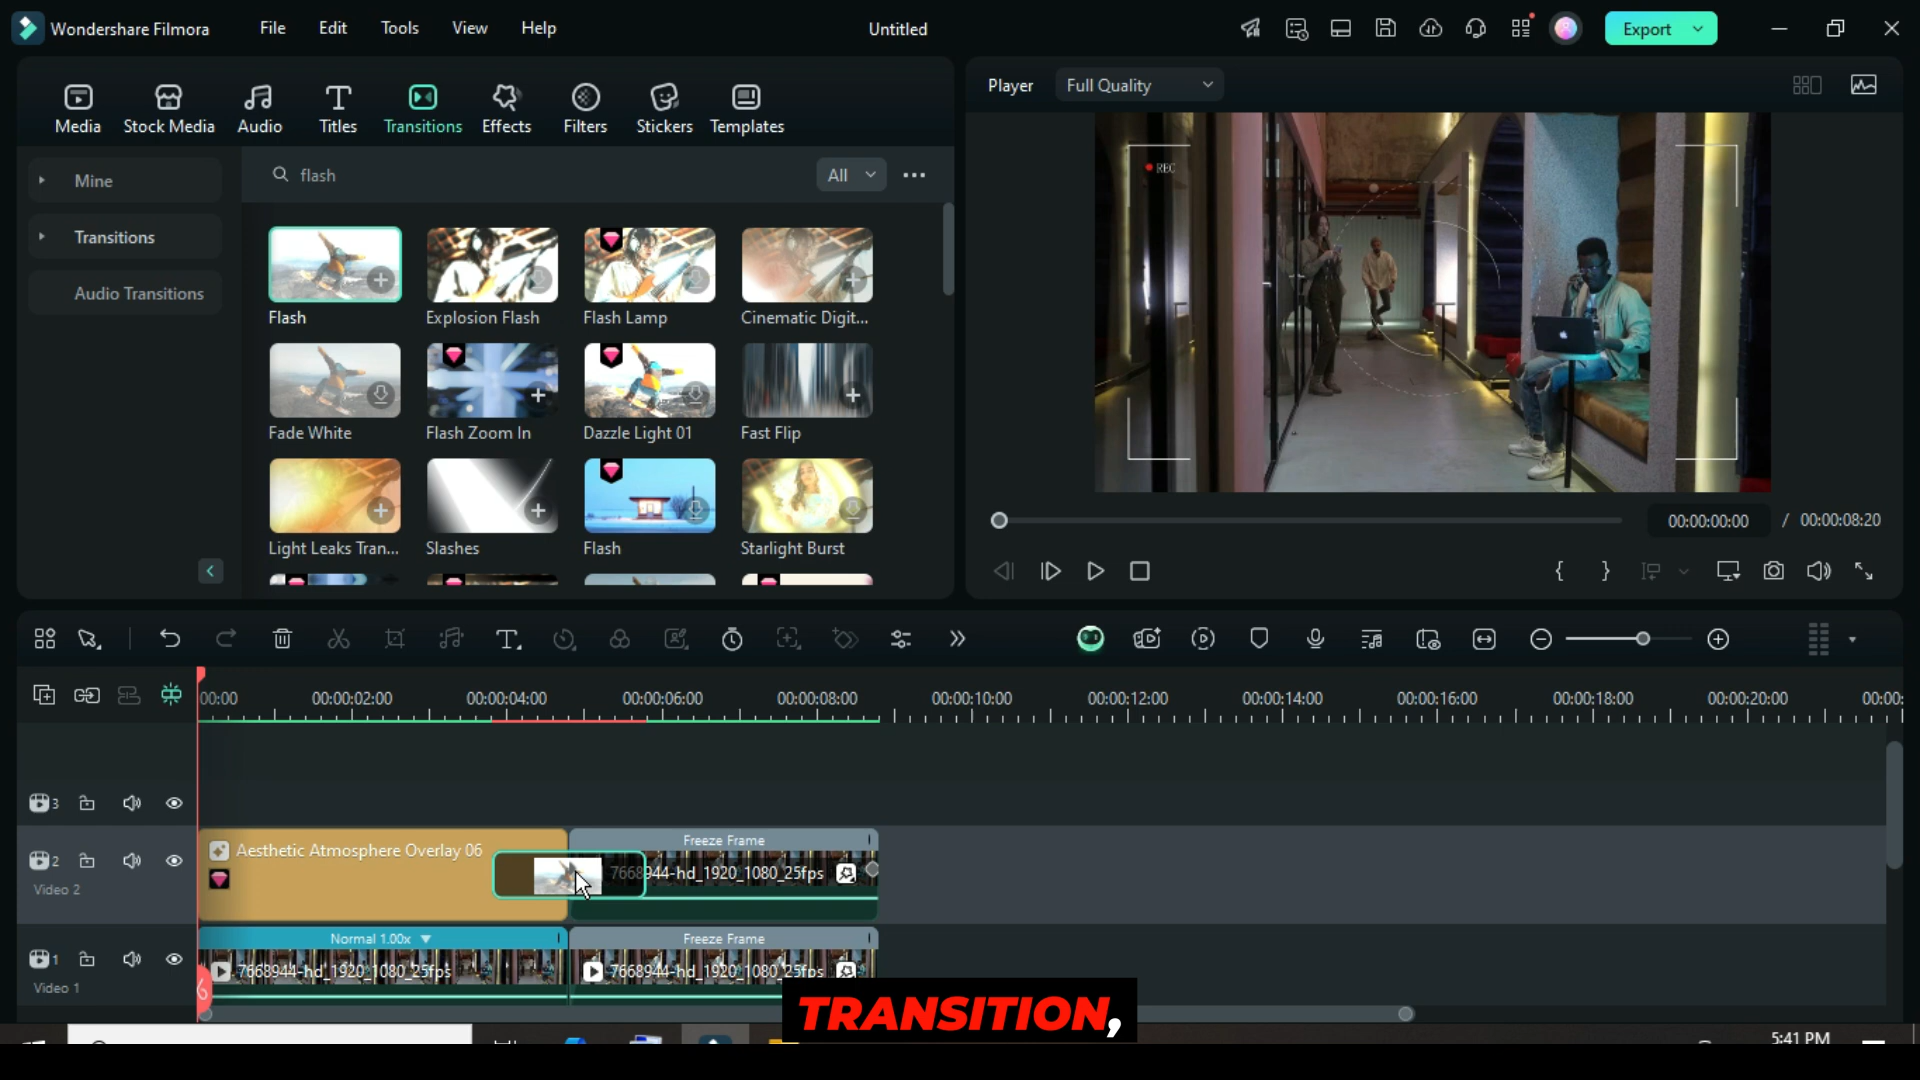 Wondershare Filmora
File
Edit
Tools
View
Help
Untitled
Export
Media
Stock Media
Audio
Titles
Transitions
Effects
Filters
Stickers
Templates
Player
Full Quality
Mine
Transitions
Audio Transitions
flash
All
Flash
Explosion Flash
Flash Lamp
Cinematic Digit...
Fade White
Flash Zoom In
Dazzle Light 01
Fast Flip
Light Leaks Tran...
Slashes
Flash
Starlight Burst
REC
00:00:00:00
/
00:00:08:20
00:00
00:00:02:00
00:00:04:00
00:00:06:00
00:00:08:00
00:00:10:00
00:00:12:00
00:00:14:00
00:00:16:00
00:00:18:00
00:00:20:00
00:00:
3
2
Video 2
Aesthetic Atmosphere Overlay 06
Freeze Frame
7668944-hd_1920_1080_25fps
1
Video 1
Normal 1.00x
7668944-hd_1920_1080_25fps
Freeze Frame
7668944-hd_1920_1080_25fps
TRANSITION,
5:41 PM